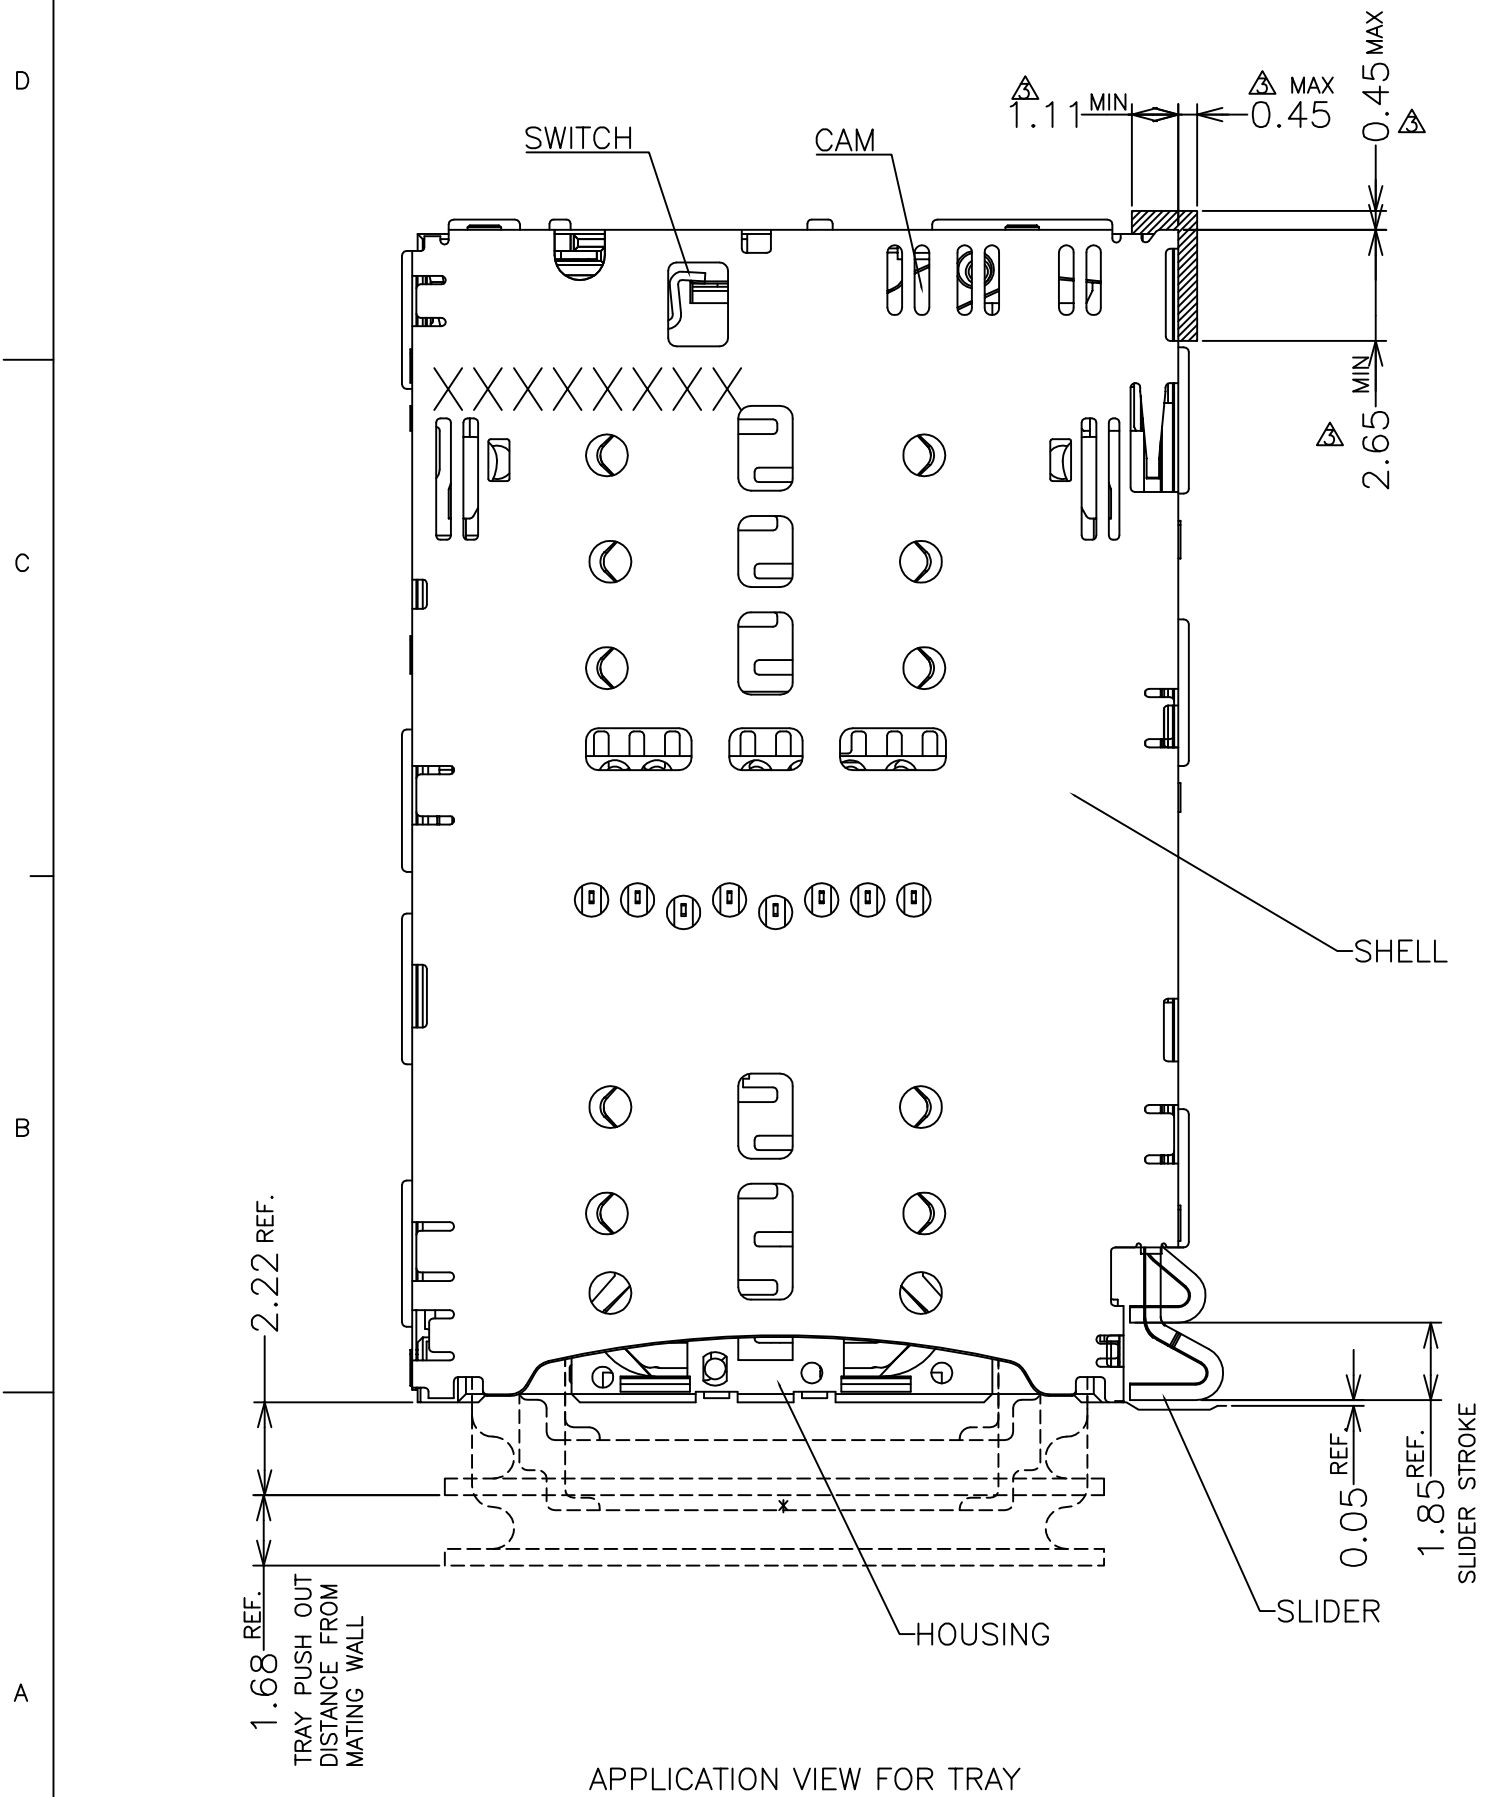 D
C
B
A
SWITCH
CAM
3
1.11 MIN
3 MAX
0.45
0.45 MAX
3
2.65 MIN
3
XXXXXXXX
SHELL
2.22 REF.
1.68 REF.
TRAY PUSH OUT
DISTANCE FROM
MATING WALL
0.05 REF.
1.85 REF.
SLIDER STROKE
SLIDER
HOUSING
APPLICATION VIEW FOR TRAY